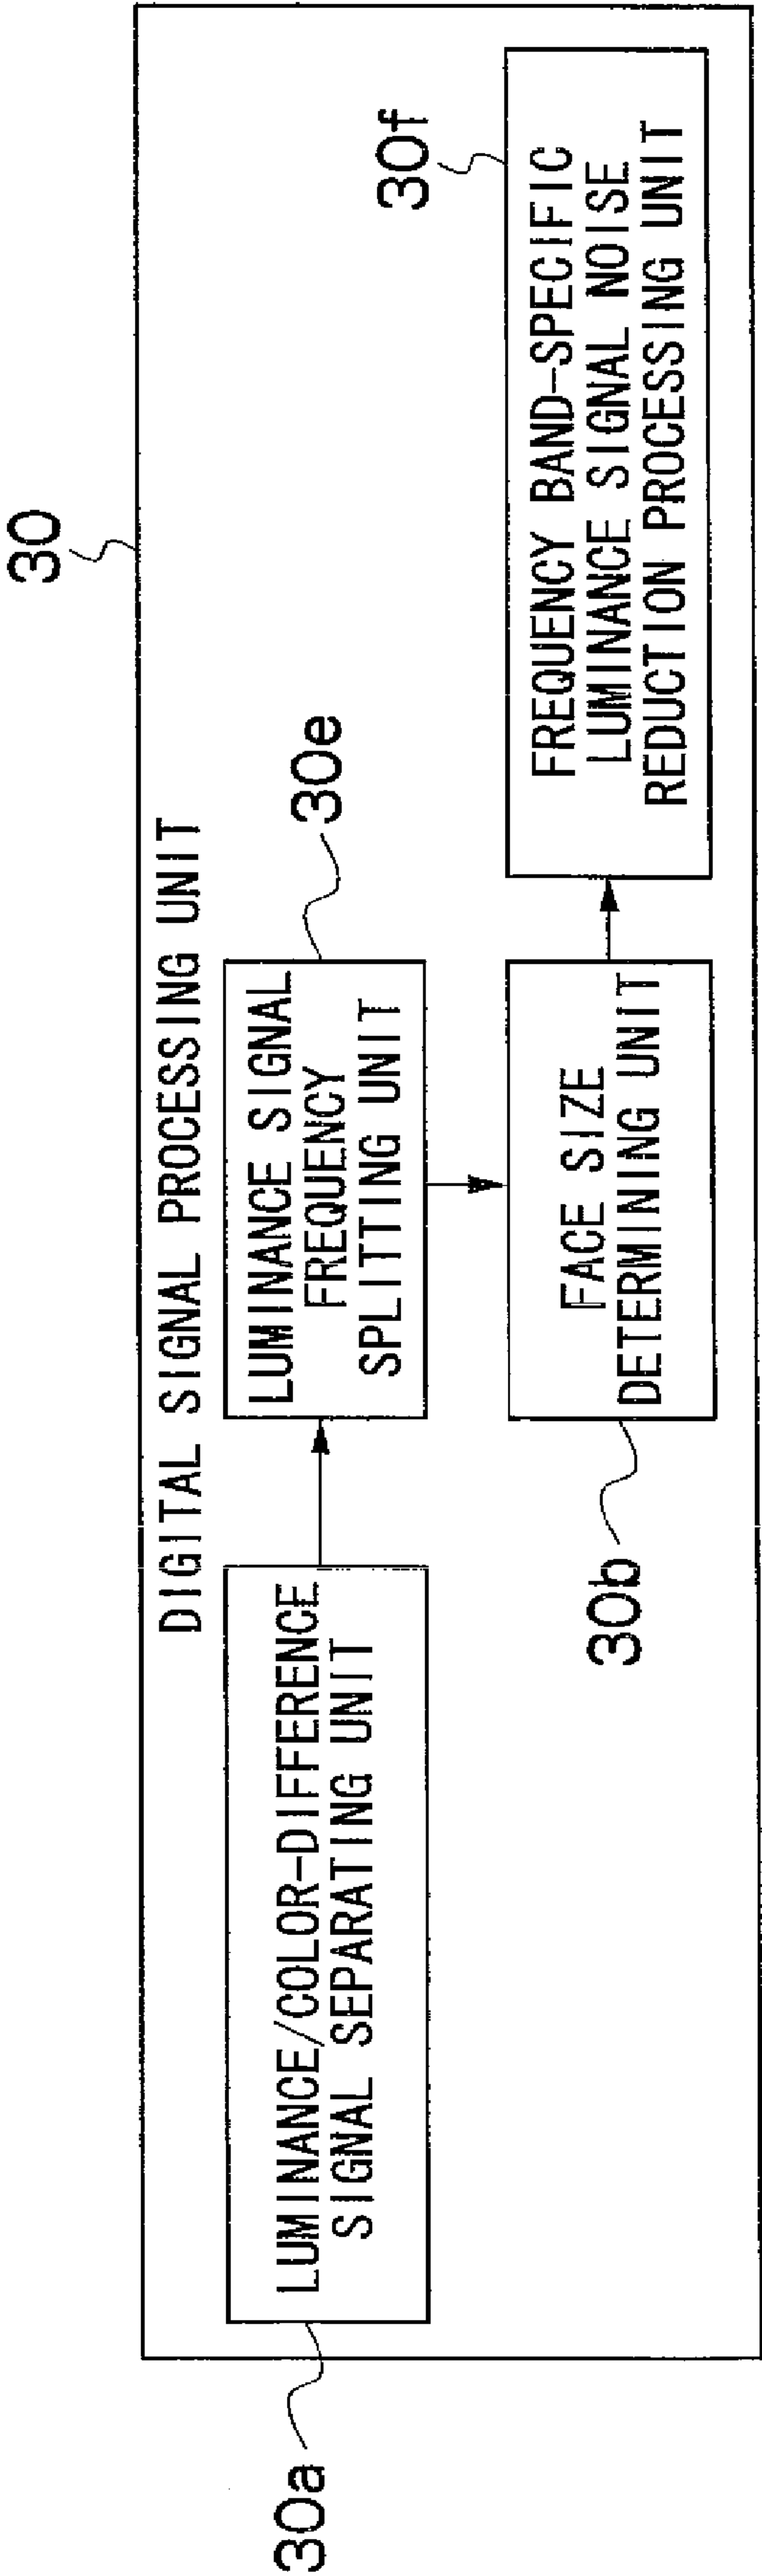 30
DIGITAL SIGNAL PROCESSING UNIT
30a
LUMINANCE/COLOR-DIFFERENCE
SIGNAL SEPARATING UNIT
LUMINANCE SIGNAL
FREQUENCY
SPLITTING UNIT
30e
30b
FACE SIZE
DETERMINING UNIT
30f
FREQUENCY BAND-SPECIFIC
LUMINANCE SIGNAL NOISE
REDUCTION PROCESSING UNIT